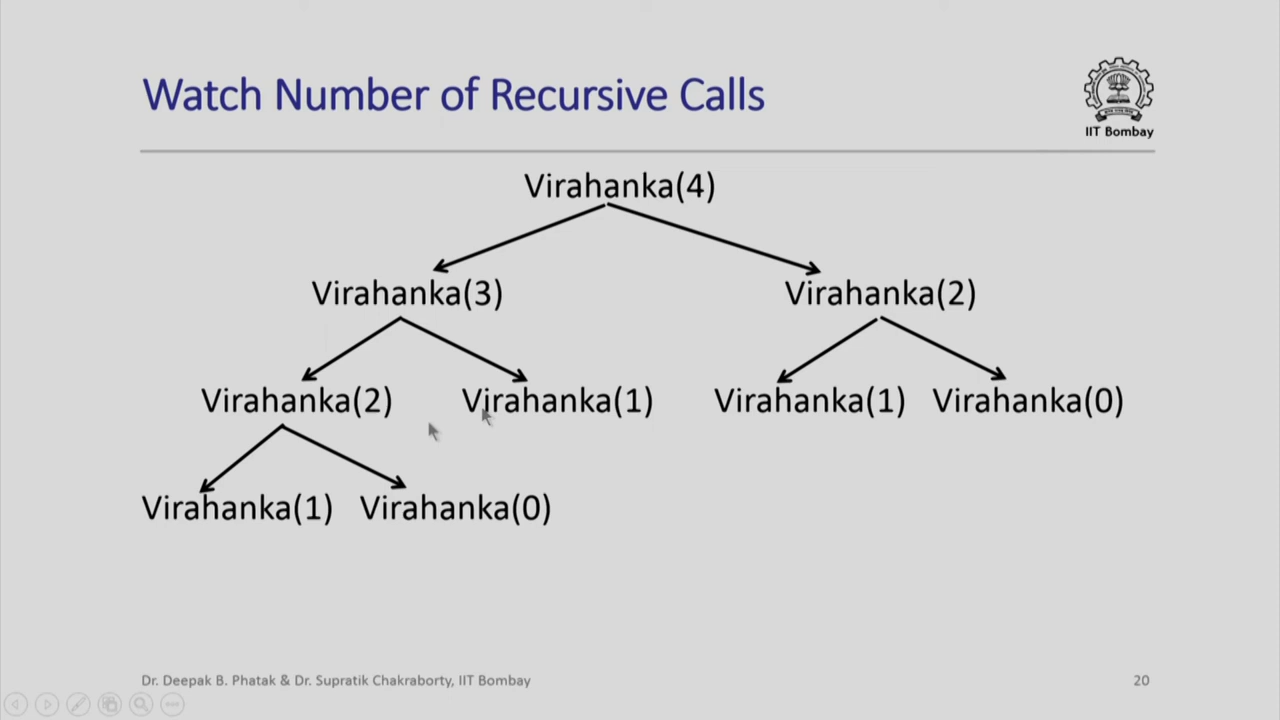 Watch Number of Recursive Calls
IIT Bombay
Virahanka(4)
Virahanka(3) Virahanka(2)
Virahanka(2) Virahanka(1) Virahanka(1) Virahanka(0)
Virahanka(1) Virahanka(0)
Dr. Deepak B. Phatak & Dr. Supratik Chakraborty, IIT Bombay 20